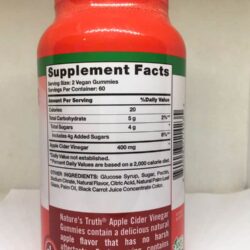 Supplement Facts
Serving Size: 2 Vegan Gummies
Servings Per Container: 60
Amount Per Serving %Daily Value
Calories 20
Total Carbohydrate 5 g 2%**
Total Sugars 4 g
Includes 4g Added Sugars 8%**
Apple Cider Vinegar 400 mg *
*Daily Value not established.
**Percent Daily Values are based on a 2,000 calorie diet.
OTHER INGREDIENTS: Glucose Syrup, Sugar, Pectin,
Sodium Citrate, Natural Flavor, Citric Acid, Natural Palm Leaf
Glaze, Palm Oil, Black Carrot Juice Concentrate Color.
Nature's Truth® Apple Cider Vinegar
Gummies contain a delicious natural
apple flavor that has no harsh
contains